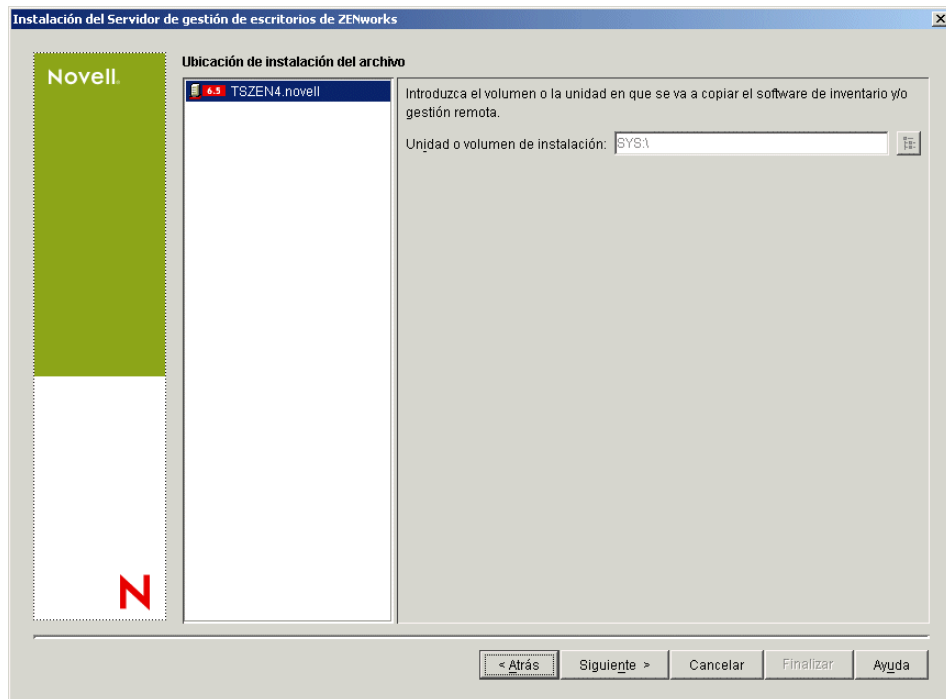 Instalación del Servidor de gestión de escritorios de ZENworks
Novell.
Ubicación de instalación del archivo
6.5 TSZEN4.novell
Introduzca el volumen o la unidad en que se va a copiar el software de inventario y/o
gestión remota.
Unidad o volumen de instalación: SYS:\
N
< Atrás
Siguiente >
Cancelar
Finalizar
Ayuda